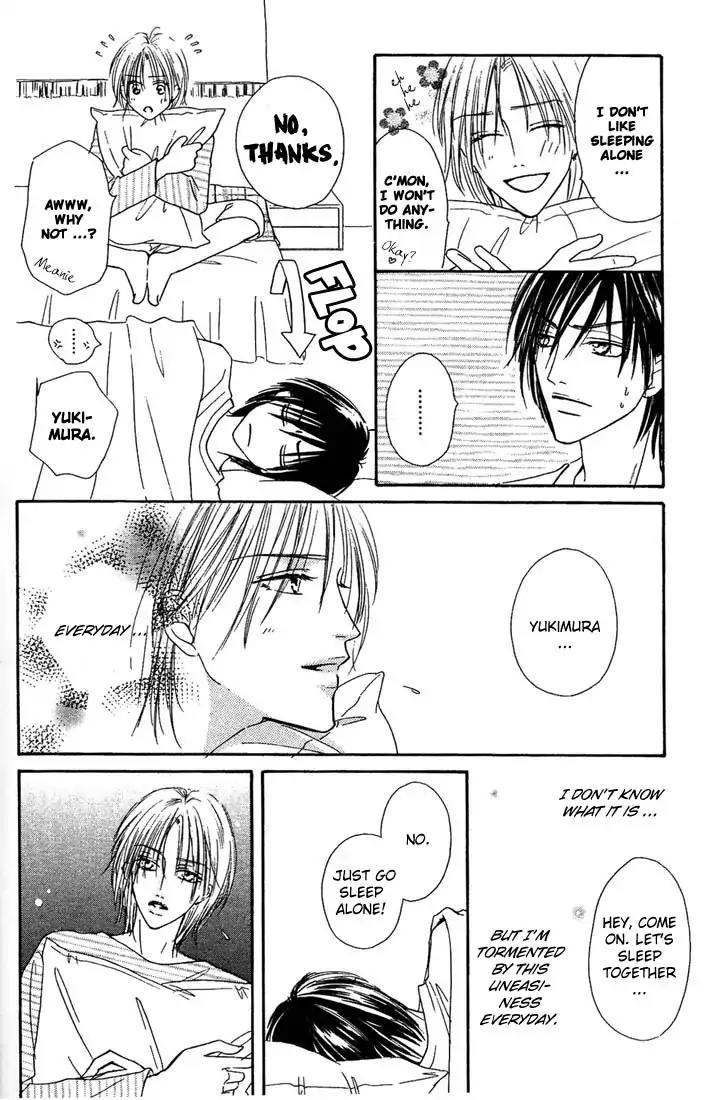 I DON'T
LIKE
SLEEPING
ALONE
...
eh
he
he
C'MON,
I WON'T
DO ANY-
THING.
Okay?
........
NO,
THANKS.
AWWW,
WHY
NOT ...?
Meanie
FLOP
....
YUKI-
MURA.
YUKIMURA
...
EVERYDAY ...
I DON'T KNOW
WHAT IT IS ...
HEY, COME
ON. LET'S
SLEEP
TOGETHER
...
BUT I'M
TORMENTED
BY THIS
UNEASI-
NESS
EVERYDAY.
NO.
JUST GO
SLEEP
ALONE!